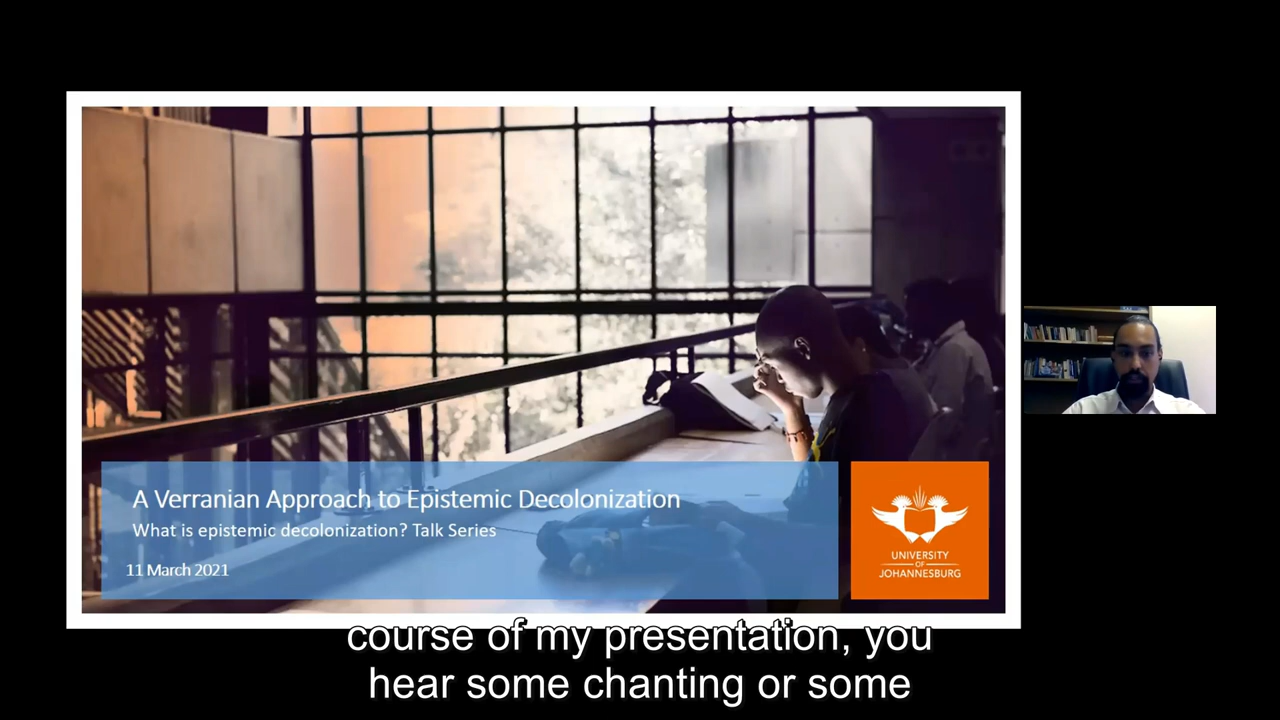 A Verranian Approach to Epistemic Decolonization
What is epistemic decolonization? Talk Series
11 March 2021
UNIVERSITY
OF
JOHANNESBURG
course of my presentation, you
hear some chanting or some